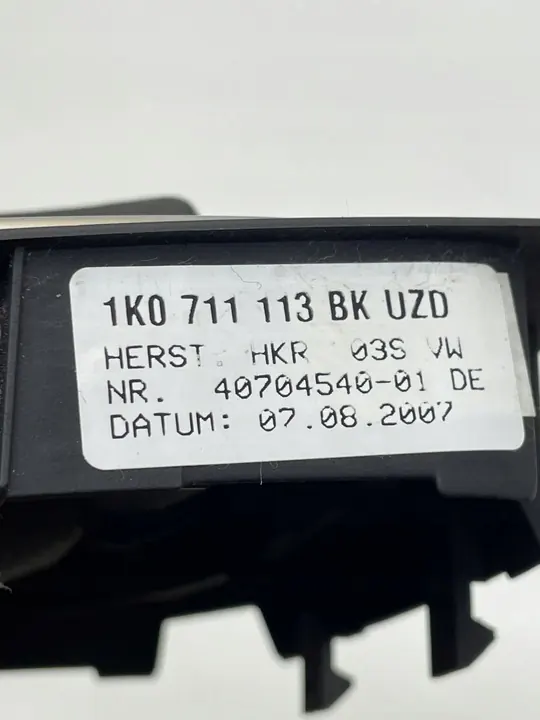 1K0 711 113 BK UZD
HERST. HKR 03S VW
NR. 40704540-01 DE
DATUM: 07.08.2007